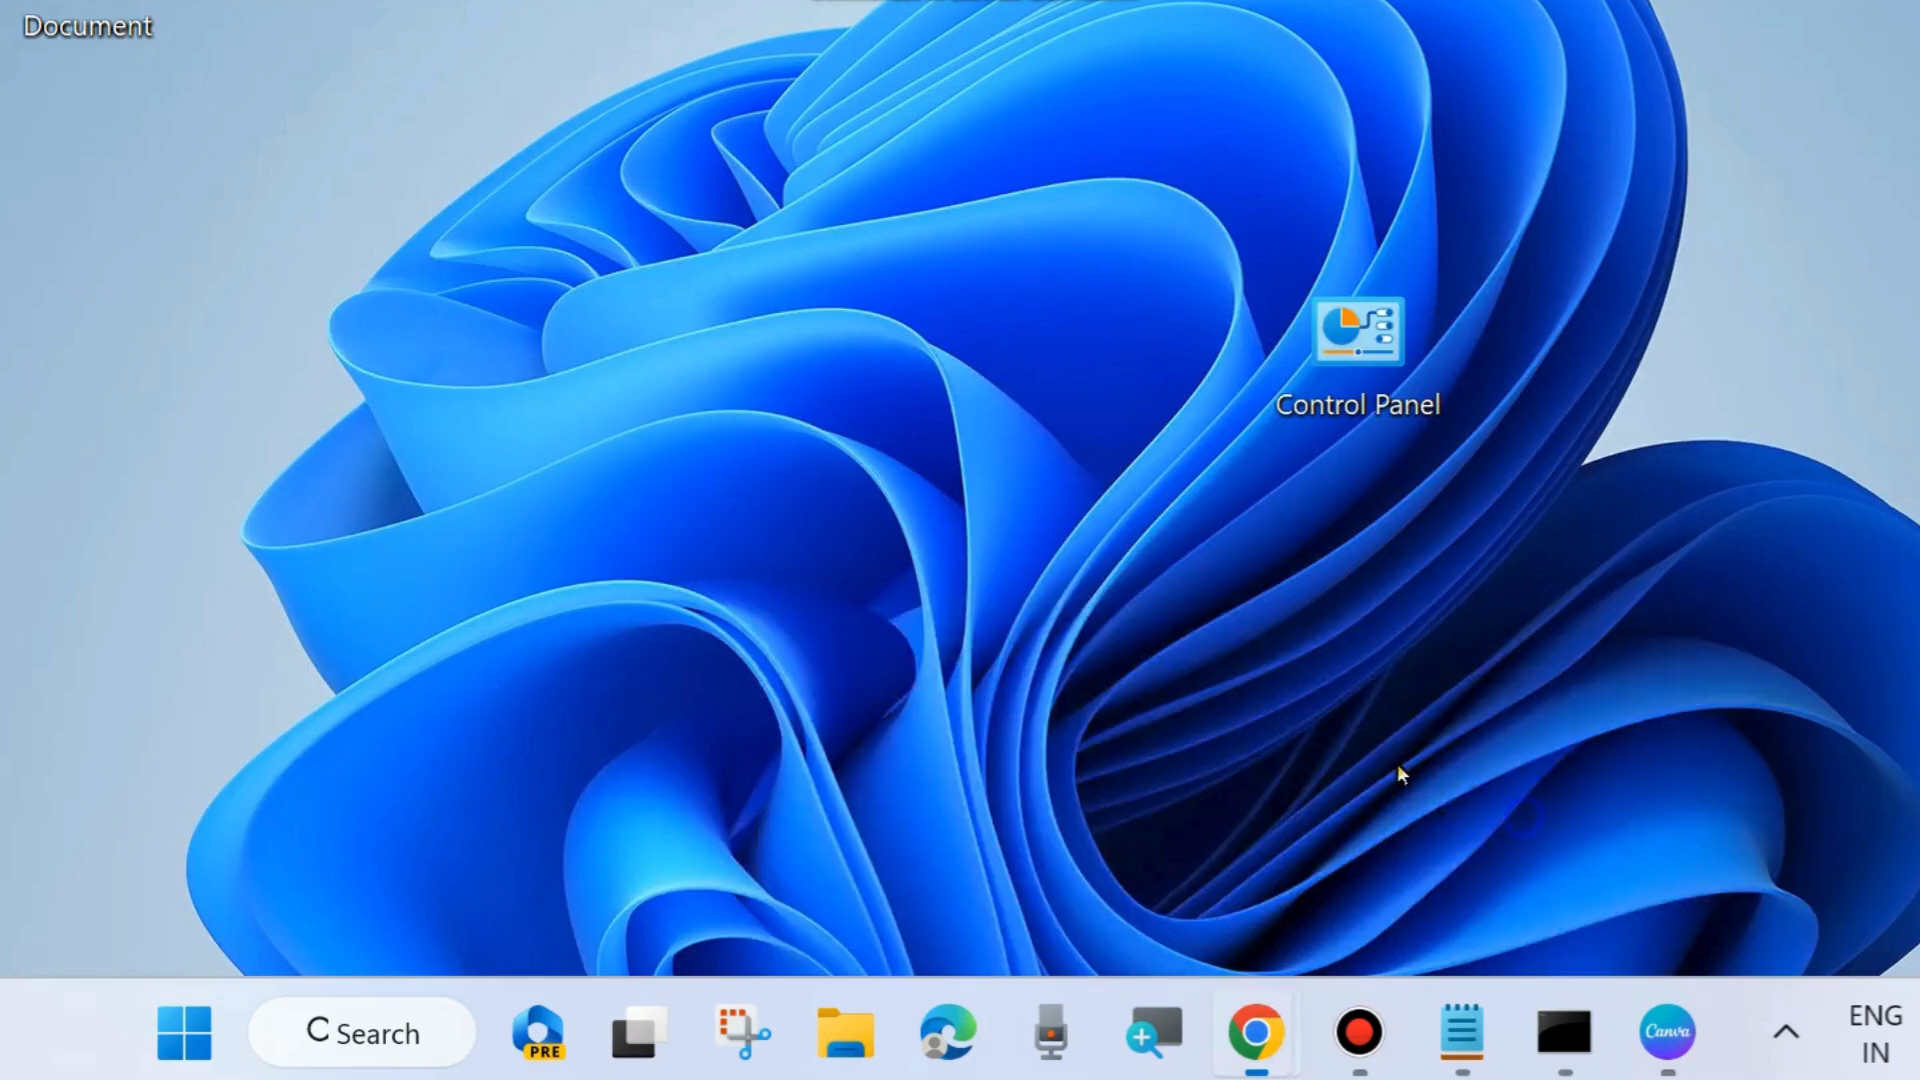 Document
Control Panel
Search
PRE
Canva
ENG
IN